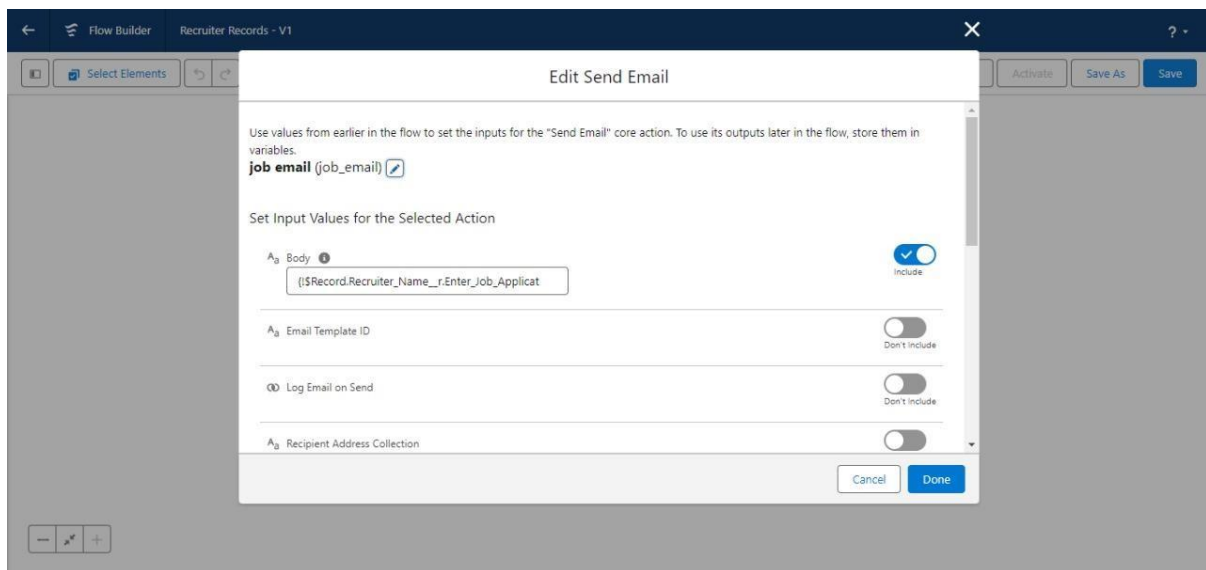 Flow Builder
Recruiter Records - V1
?
Select Elements
Activate
Save As
Save
Edit Send Email
Use values from earlier in the flow to set the inputs for the "Send Email" core action. To use its outputs later in the flow, store them in
variables.
job email (job_email)
Set Input Values for the Selected Action
Aa Body
{!$Record.Recruiter_Name__r.Enter_Job_Applicat
Include
Aa Email Template ID
Don't Include
Log Email on Send
Don't Include
Aa Recipient Address Collection
Cancel
Done